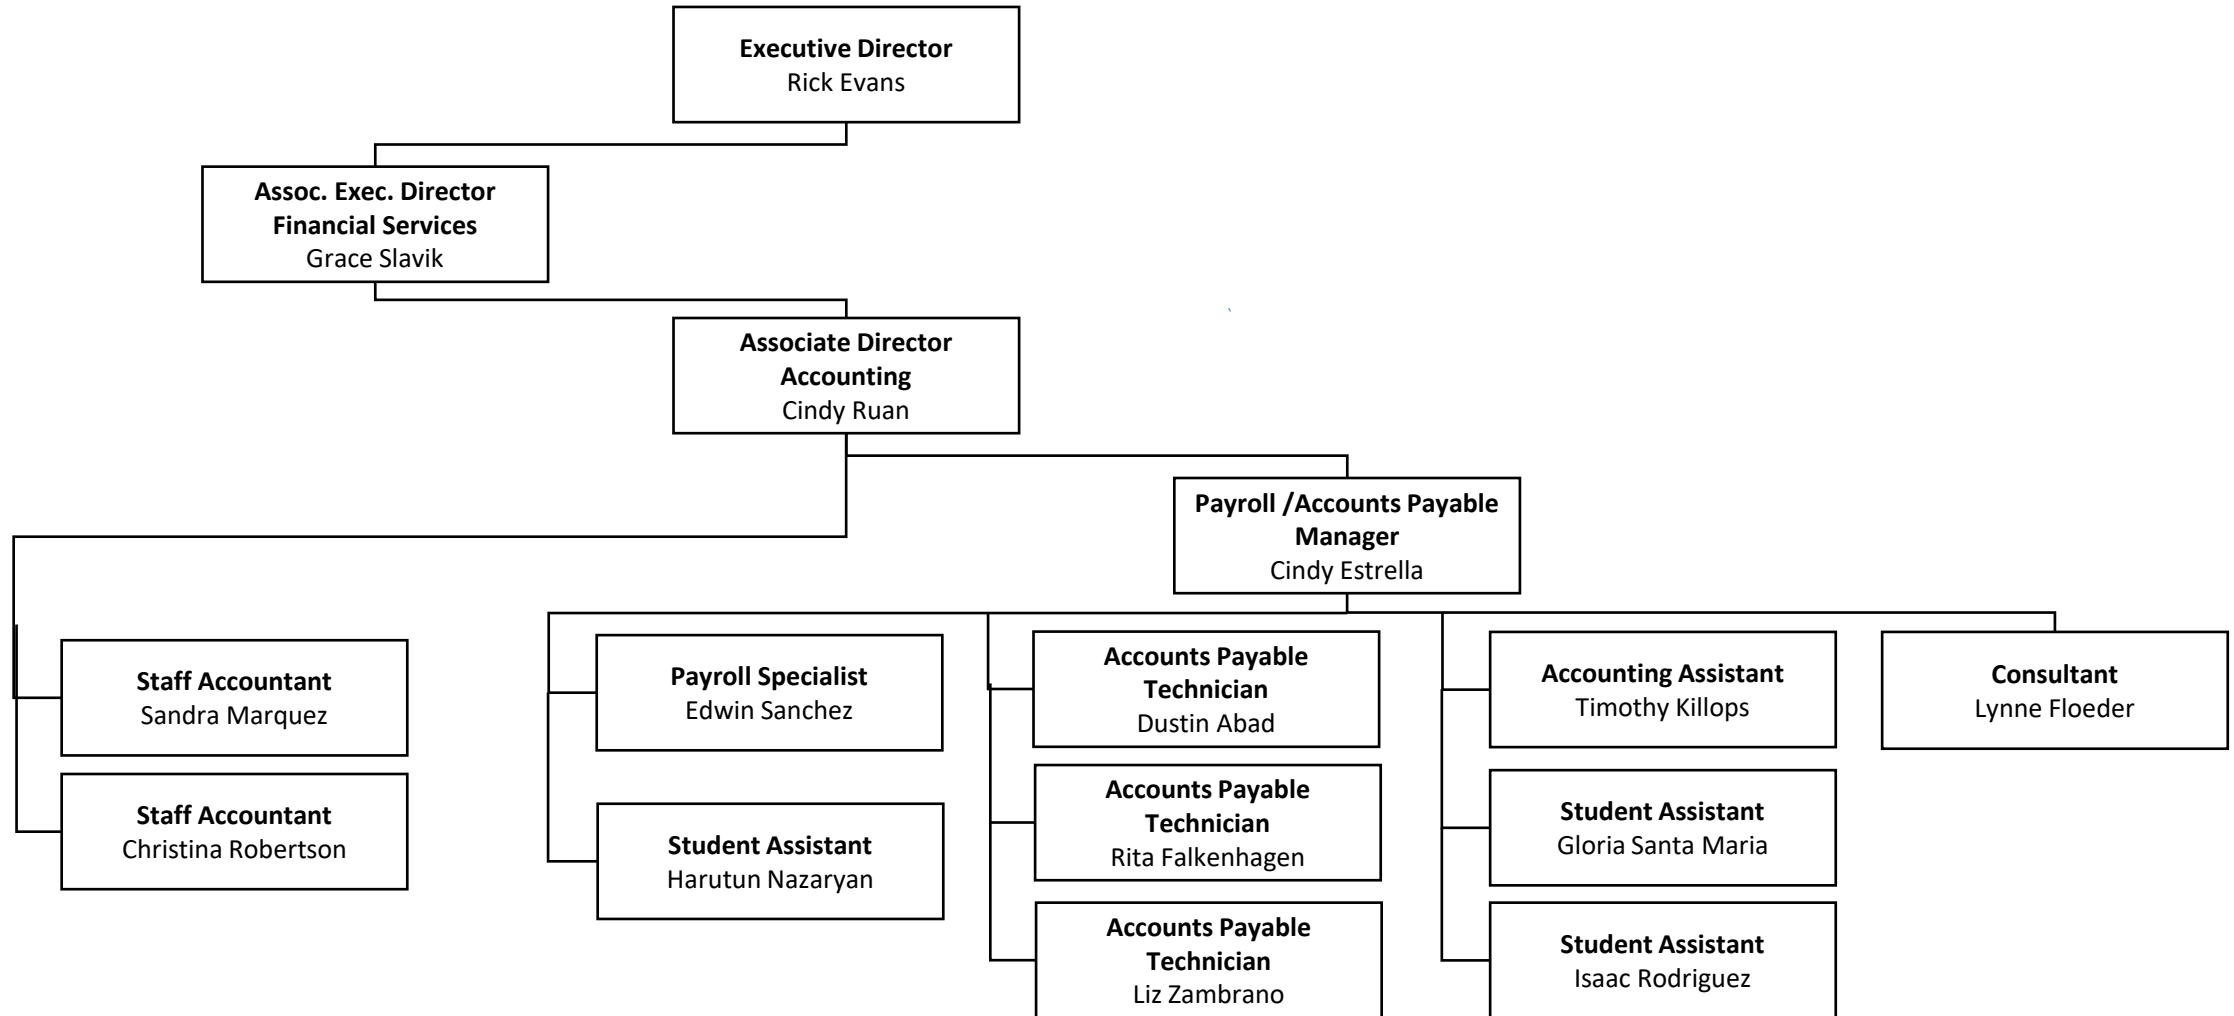 Executive Director
Rick Evans
Assoc. Exec. Director
Financial Services
Grace Slavik
Associate Director
Accounting
Cindy Ruan
Payroll /Accounts Payable
Manager
Cindy Estrella
Staff Accountant
Sandra Marquez
Staff Accountant
Christina Robertson
Payroll Specialist
Edwin Sanchez
Student Assistant
Harutun Nazaryan
Accounts Payable
Technician
Dustin Abad
Accounts Payable
Technician
Rita Falkenhagen
Accounts Payable
Technician
Liz Zambrano
Accounting Assistant
Timothy Killops
Student Assistant
Gloria Santa Maria
Student Assistant
Isaac Rodriguez
Consultant
Lynne Floeder